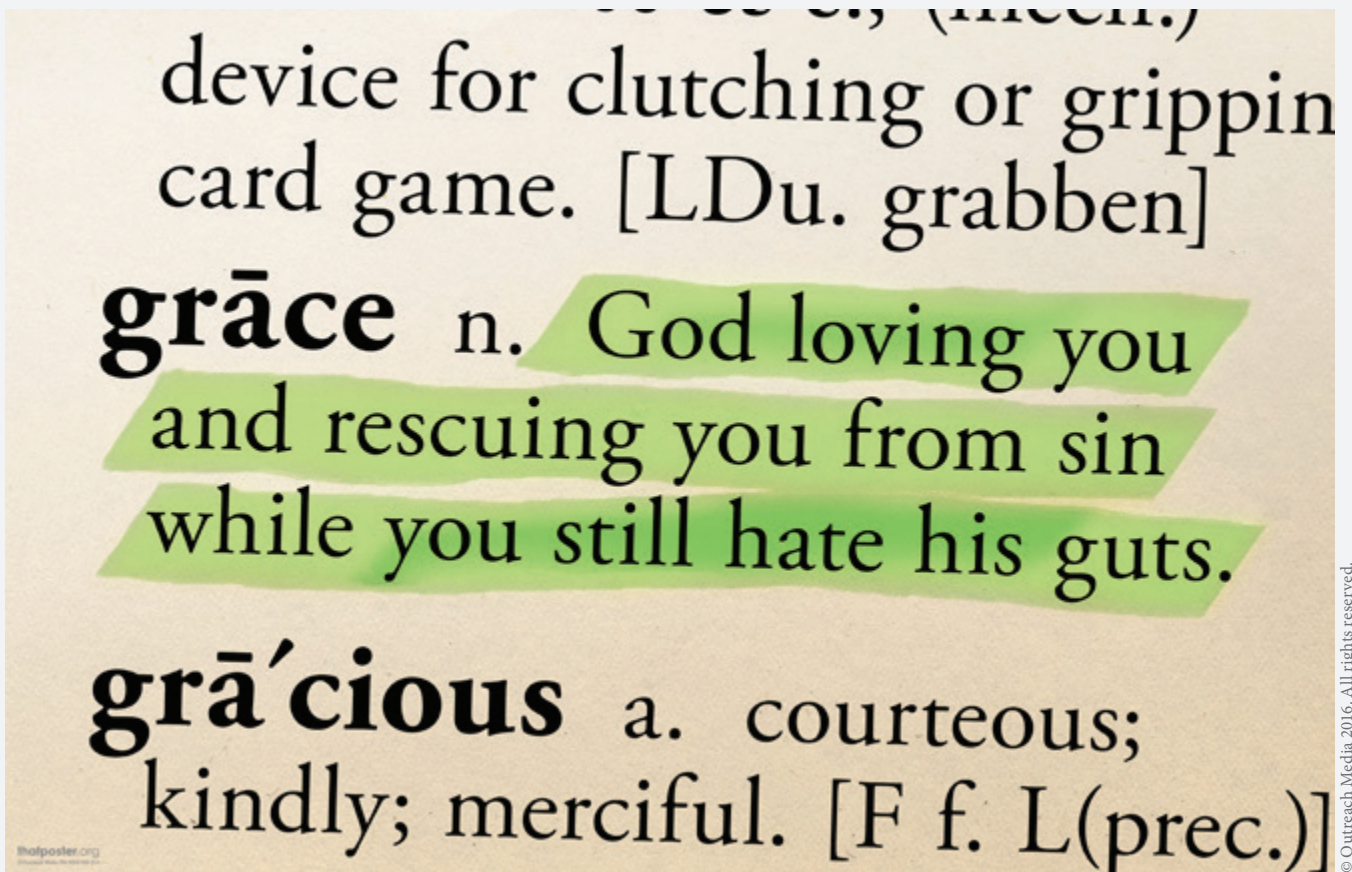 device for clutching or grippin
card game. [LDu. grabben]
grāce n. God loving you
and rescuing you from sin
while you still hate his guts.
grā′cious a. courteous;
kindly; merciful. [F f. L(prec.)]
thatposter.org
© Outreach Media 2016. All rights reserved.